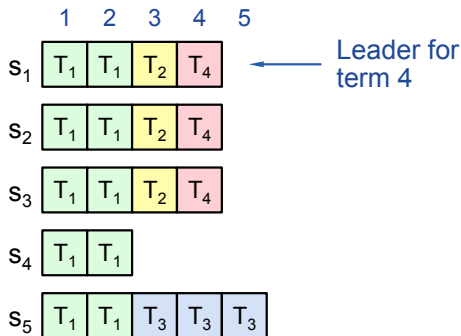 1 2 3 4 5
s₁ T₁ T₁ T₂ T₄
Leader for
term 4
s₂ T₁ T₁ T₂ T₄
s₃ T₁ T₁ T₂ T₄
s₄ T₁ T₁
s₅ T₁ T₁ T₃ T₃ T₃